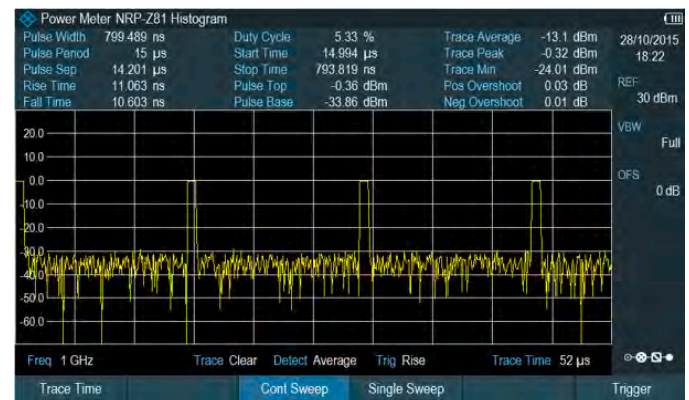 Power Meter NRP-Z81 Histogram
Pulse Width 799.489 ns Duty Cycle 5.33 % Trace Average -13.1 dBm
Pulse Period 15 µs Start Time 14.994 µs Trace Peak -0.32 dBm
Pulse Sep 14.201 µs Stop Time 793.819 ns Trace Min -24.01 dBm
Rise Time 11.063 ns Pulse Top -0.36 dBm Pos Overshoot 0.03 dB
Fall Time 10.603 ns Pulse Base -33.86 dBm Neg Overshoot 0.01 dB
28/10/2015
18:22
REF
30 dBm
VBW
Full
OFS
0 dB
20.0
10.0
0.0
-10.0
-20.0
-30.0
-40.0
-50.0
-60.0
Freq 1 GHz Trace Clear Detect Average Trig Rise Trace Time 52 µs
Trace Time Cont Sweep Single Sweep Trigger